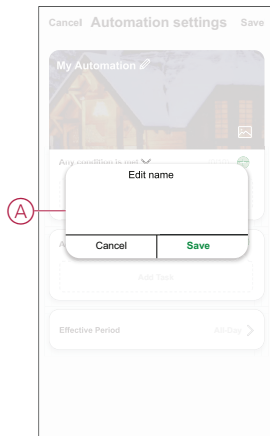 Cancel Automation settings Save
My Automation
Any condition is met
Edit name
A
Cancel Save
A
Add Task
Effective Period All-Day